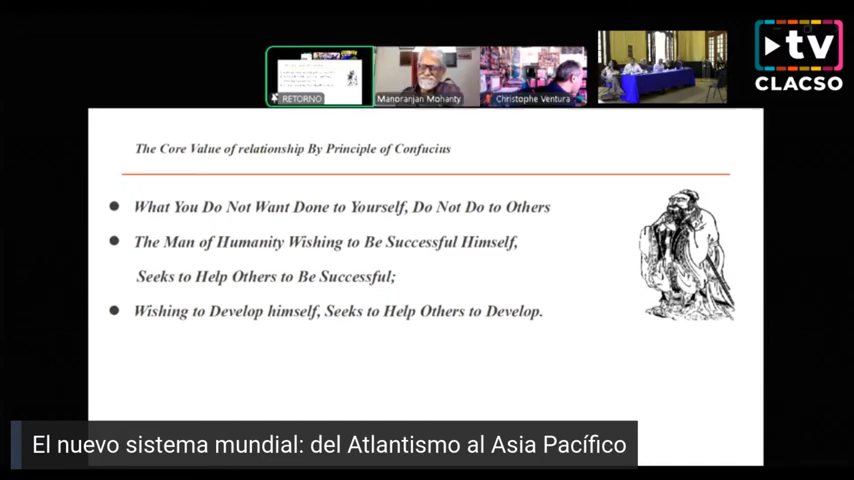 tv
CLACSO
RETORNO
Manoranjan Mohanty
Christophe Ventura
The Core Value of relationship By Principle of Confucius
What You Do Not Want Done to Yourself, Do Not Do to Others
The Man of Humanity Wishing to Be Successful Himself,
Seeks to Help Others to Be Successful;
Wishing to Develop himself, Seeks to Help Others to Develop.
El nuevo sistema mundial: del Atlantismo al Asia Pacífico